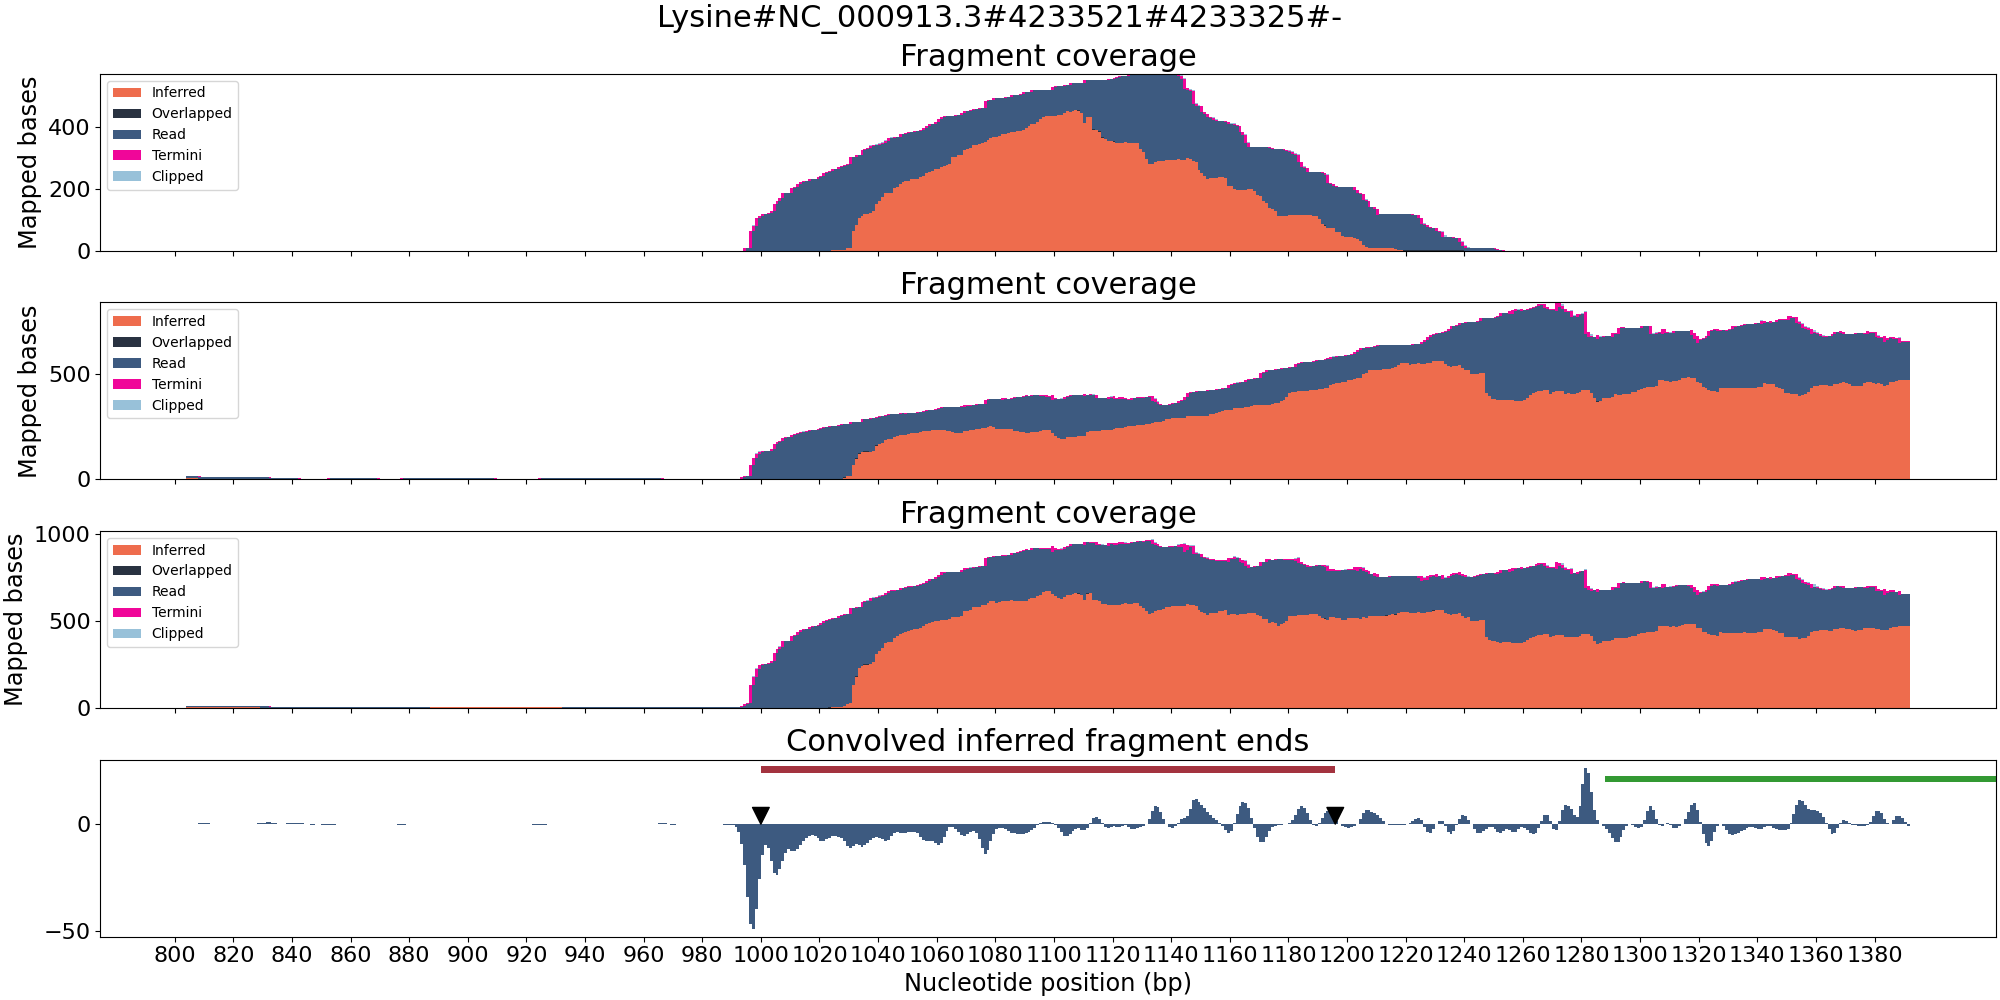 Lysine#NC_000913.3#4233521#4233325#-
Fragment coverage
Mapped bases
400
200
0
Inferred
Overlapped
Read
Termini
Clipped
Fragment coverage
Mapped bases
500
0
Inferred
Overlapped
Read
Termini
Clipped
Fragment coverage
Mapped bases
1000
500
0
Inferred
Overlapped
Read
Termini
Clipped
Convolved inferred fragment ends
0
−50
800 820 840 860 880 900 920 940 960 980 1000 1020 1040 1060 1080 1100 1120 1140 1160 1180 1200 1220 1240 1260 1280 1300 1320 1340 1360 1380
Nucleotide position (bp)